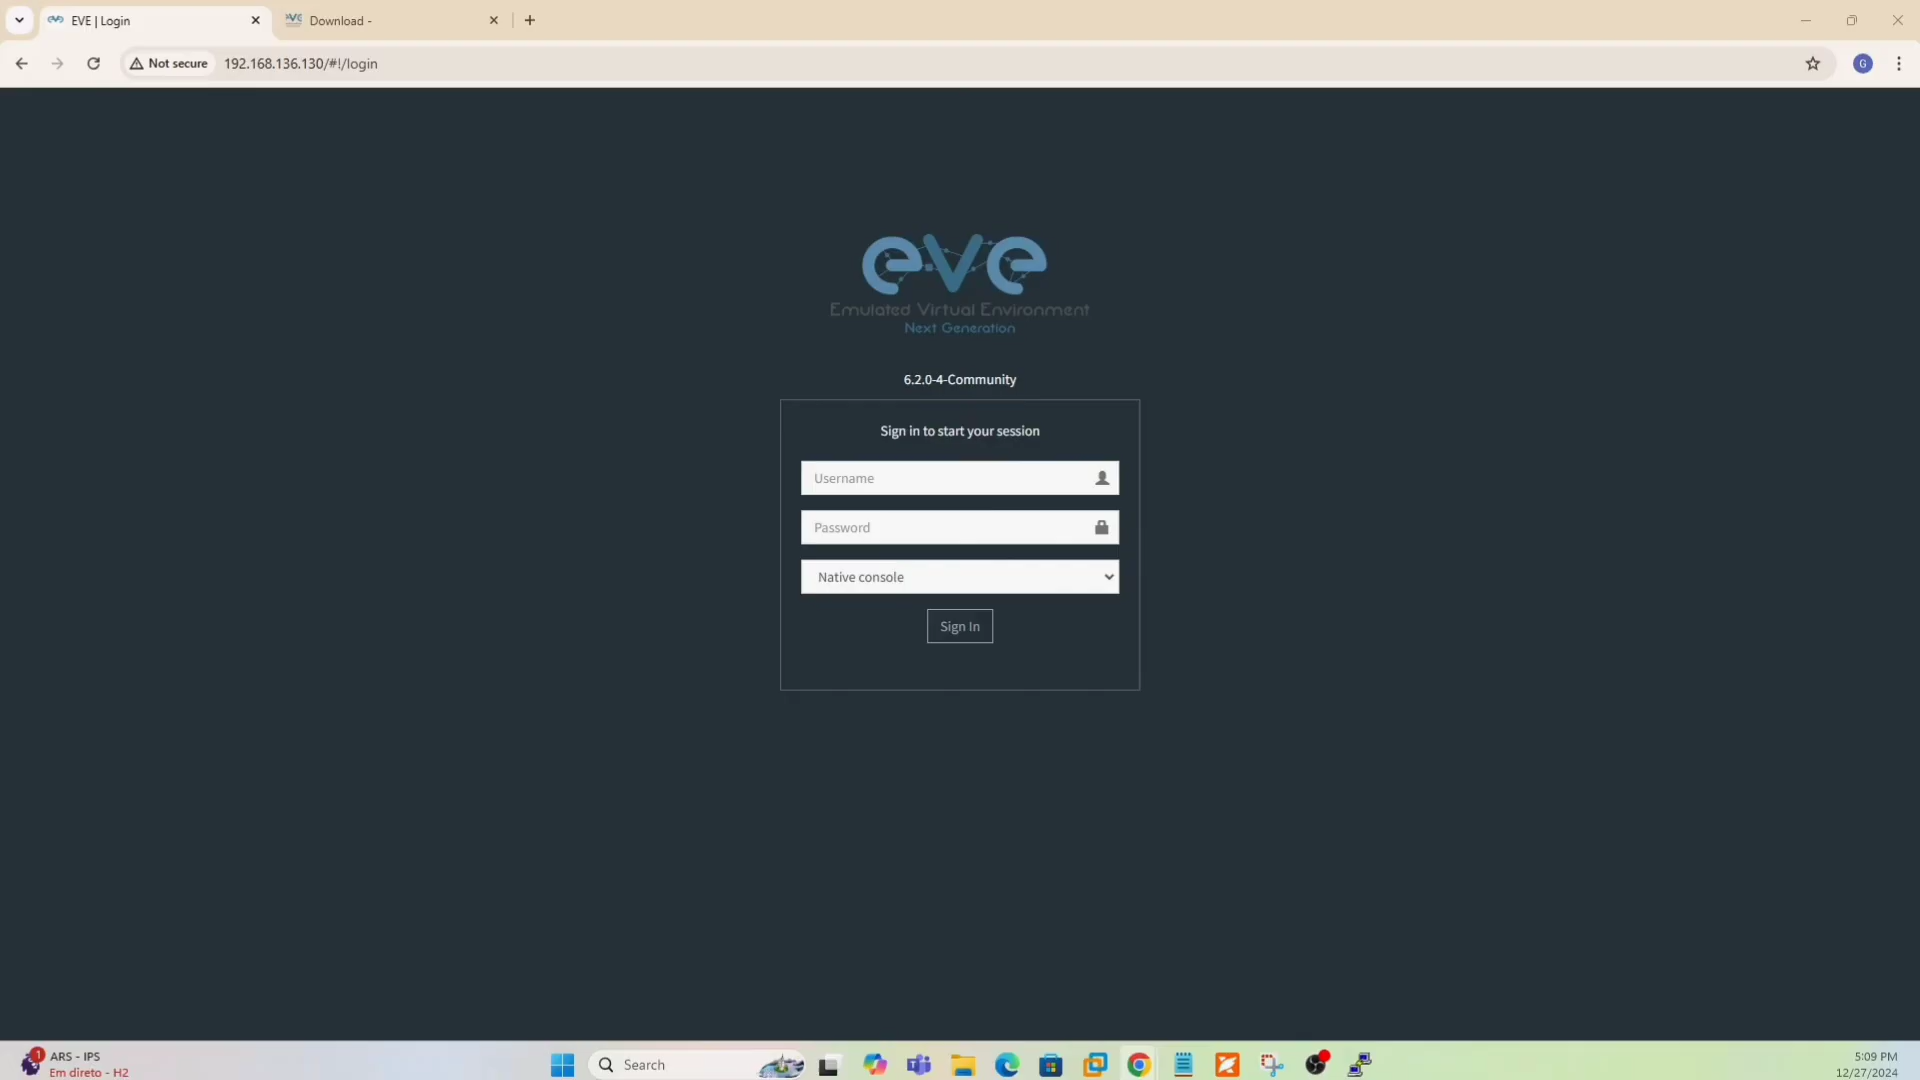 EVE | Login
Download -
Not secure
192.168.136.130/#!/login
G
eve
Emulated Virtual Environment
Next Generation
6.2.0-4-Community
Sign in to start your session
Username
Password
Native console
Sign In
1
ARS - IPS
Em direto - H2
Search
5:09 PM
12/27/2024